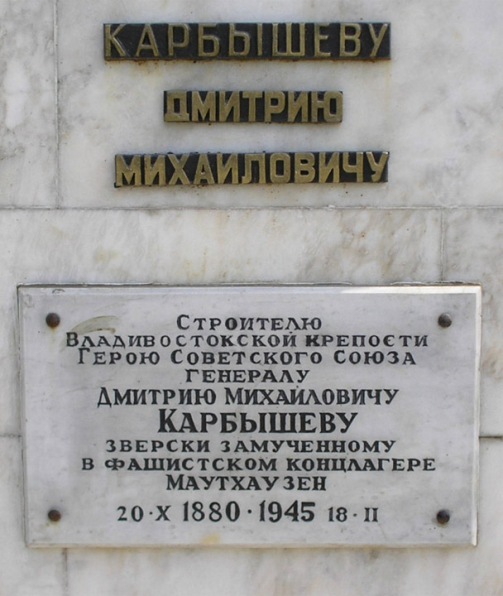 КАРБЫШЕВУ
ДМИТРИЮ
МИХАЙЛОВИЧУ
СТРОИТЕЛЮ
ВЛАДИВОСТОКСКОЙ КРЕПОСТИ
ГЕРОЮ СОВЕТСКОГО СОЮЗА
ГЕНЕРАЛУ
ДМИТРИЮ МИХАЙЛОВИЧУ
КАРБЫШЕВУ
ЗВЕРСКИ ЗАМУЧЕННОМУ
В ФАШИСТСКОМ КОНЦЛАГЕРЕ
МАУТХАУЗЕН
20·X 1880·1945 18·II